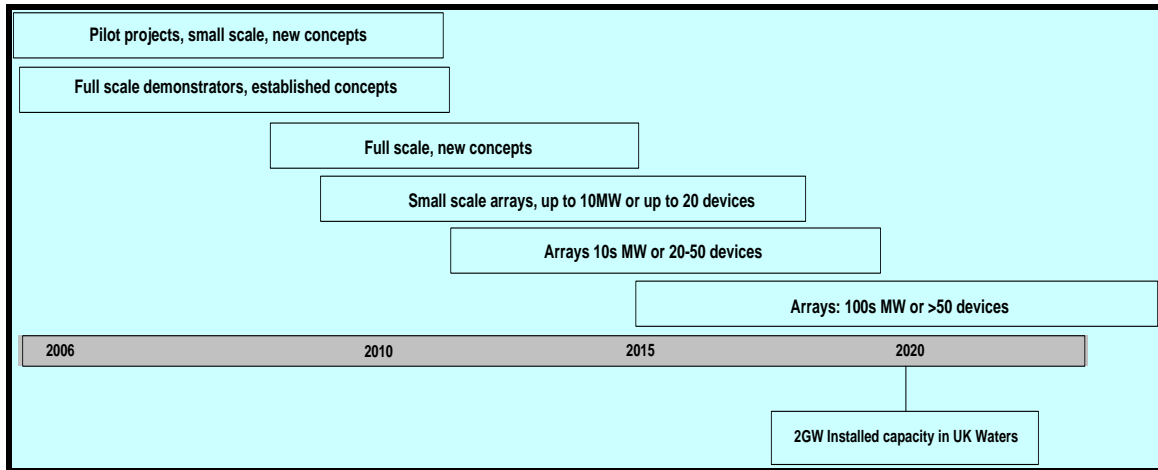 Pilot projects, small scale, new concepts
Full scale demonstrators, established concepts
Full scale, new concepts
Small scale arrays, up to 10MW or up to 20 devices
Arrays 10s MW or 20-50 devices
Arrays: 100s MW or >50 devices
2006 2010 2015 2020
2GW Installed capacity in UK Waters